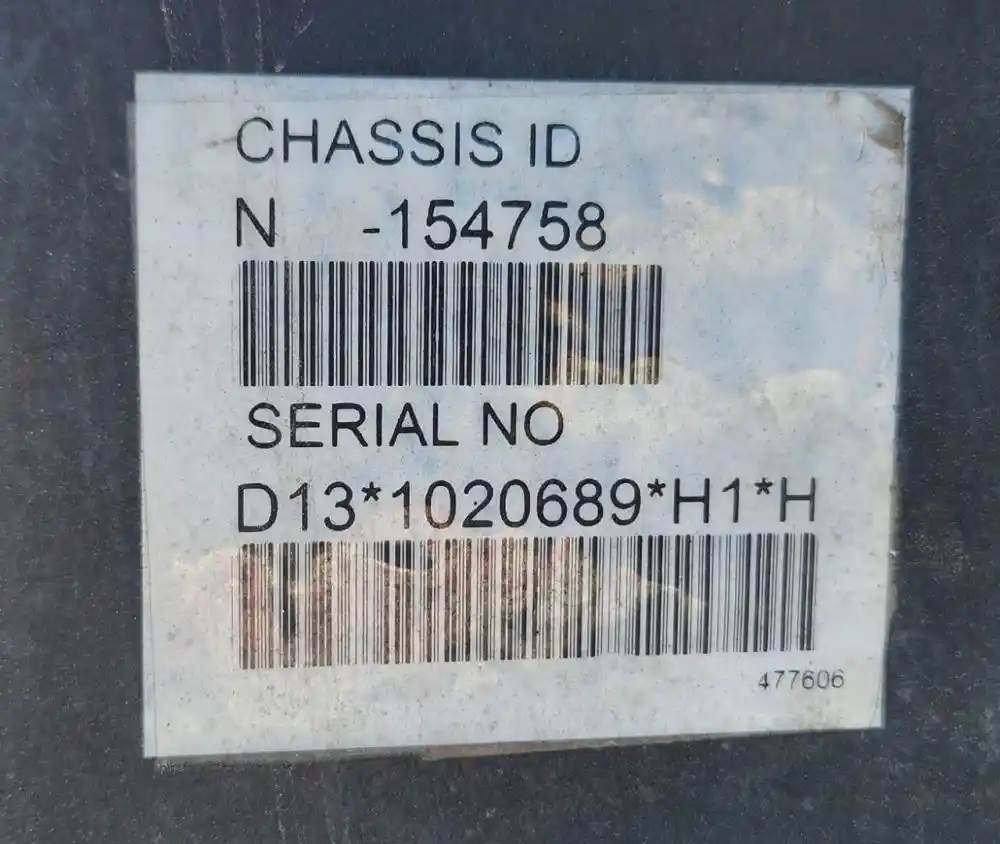 CHASSIS ID
N -154758
SERIAL NO
D13*1020689*H1*H
477606